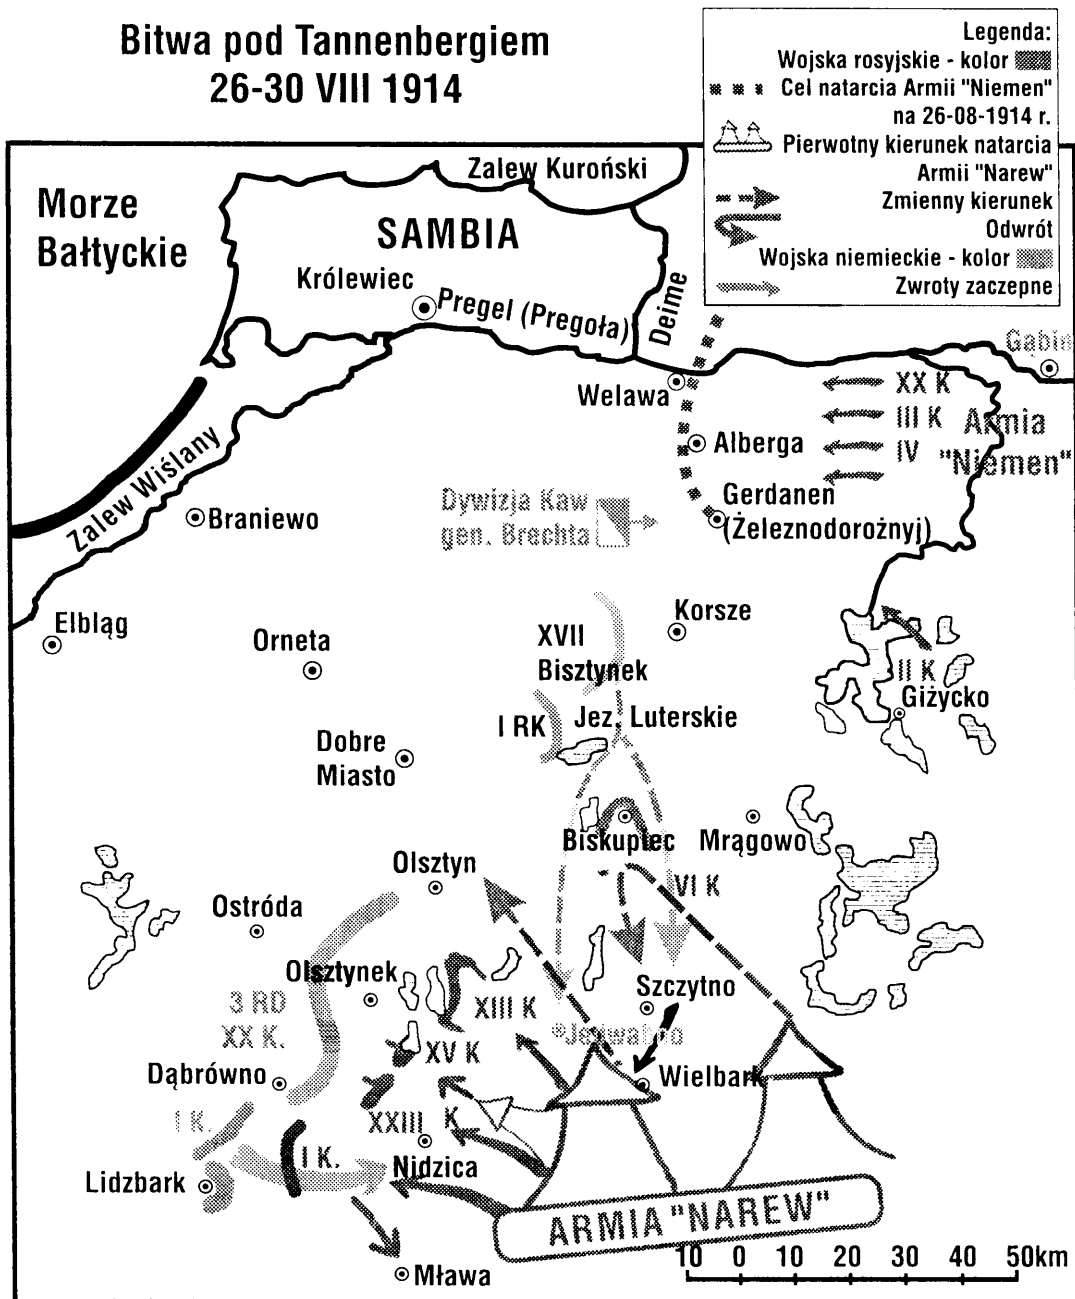 Bitwa pod Tannenbergiem
26-30 VIII 1914
Legenda:
Wojska rosyjskie - kolor
Cel natarcia Armii "Niemen"
na 26-08-1914 r.
Pierwotny kierunek natarcia
Armii "Narew"
Zmienny kierunek
Odwrót
Wojska niemieckie - kolor
Zwroty zaczepne
Morze
Bałtyckie
Zalew Kuroński
SAMBIA
Królewiec
Pregel (Pregoła)
Deime
Gąbin
Welawa
XX K
III K
Armia
"Niemen"
IV
Alberga
Zalew Wiślany
Braniewo
Dywizja Kaw
gen. Brechta
Gerdanen
(Żeleznodorożnyj)
Elbląg
Orneta
XVII
Bisztynek
Korsze
II K
Giżycko
I RK
Jez. Luterskie
Dobre
Miasto
Biskupiec
Mrągowo
Olsztyn
VI K
Ostróda
Olsztynek
Szczytno
3 RD
XX K.
XIII K
Jedwabno
XV K
Dąbrówno
Wielbark
I K.
XXIII K
I K.
Nidzica
Lidzbark
ARMIA "NAREW"
Mława
10 0 10 20 30 40 50km